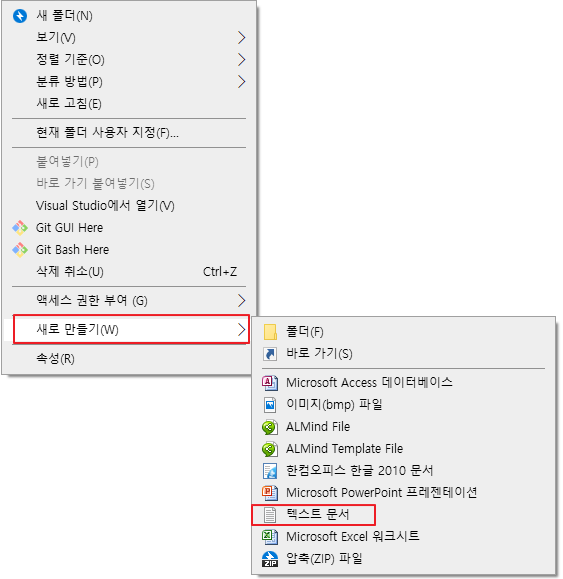 새 폴더(N)
보기(V)
정렬 기준(O)
분류 방법(P)
새로 고침(E)
현재 폴더 사용자 지정(F)...
붙여넣기(P)
바로 가기 붙여넣기(S)
Visual Studio에서 열기(V)
Git GUI Here
Git Bash Here
삭제 취소(U) Ctrl+Z
액세스 권한 부여 (G)
새로 만들기(W)
속성(R)
폴더(F)
바로 가기(S)
Microsoft Access 데이터베이스
이미지(bmp) 파일
ALMind File
ALMind Template File
한컴오피스 한글 2010 문서
Microsoft PowerPoint 프레젠테이션
텍스트 문서
Microsoft Excel 워크시트
압축(ZIP) 파일